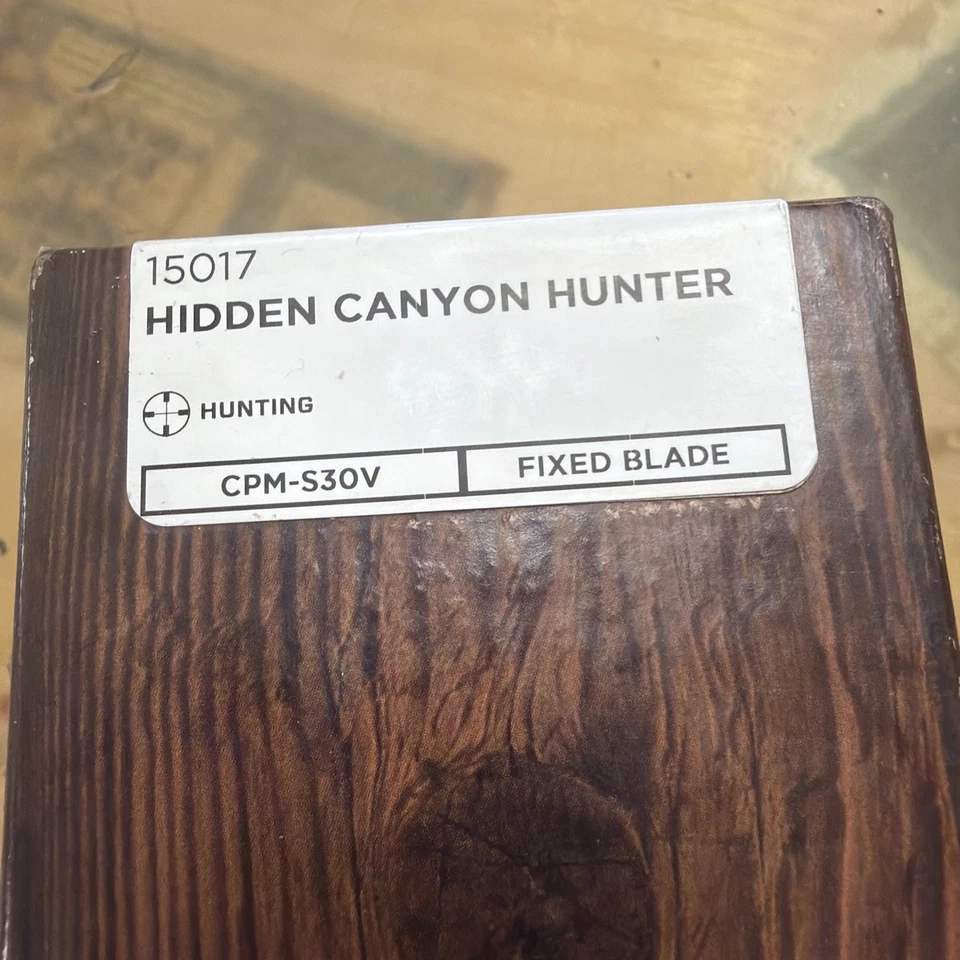 15017
HIDDEN CANYON HUNTER
HUNTING
CPM-S30V
FIXED BLADE